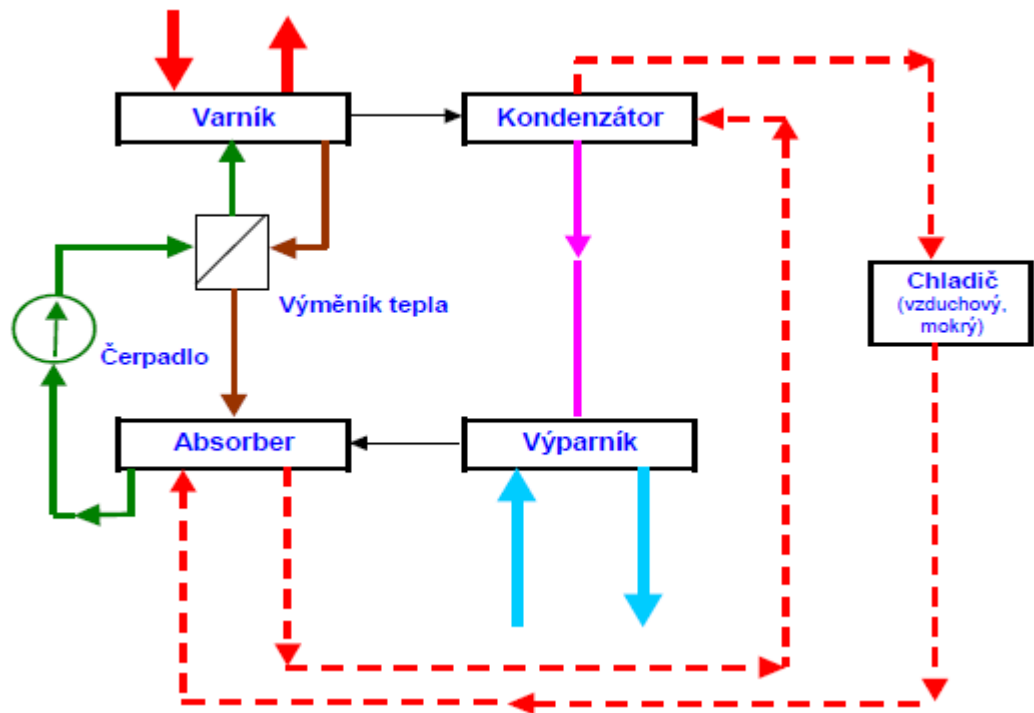 Varník
Kondenzátor
Výměník tepla
Chladič
(vzduchový,
mokrý)
Čerpadlo
Absorber
Výparník